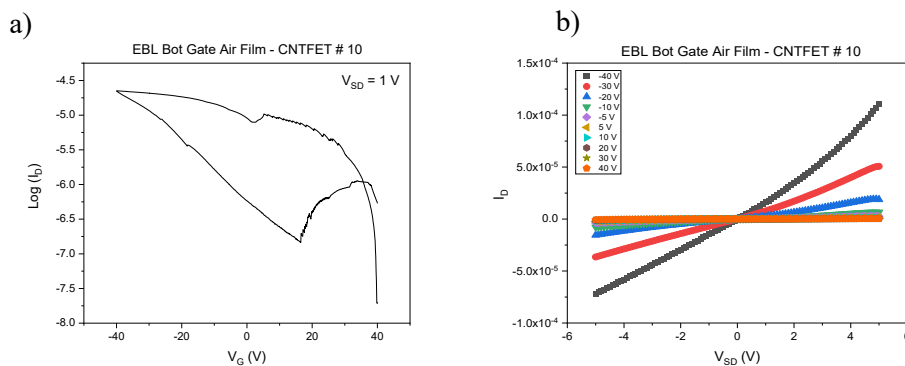 a)
EBL Bot Gate Air Film - CNTFET # 10
V_SD = 1 V
-4.5
-5.0
-5.5
-6.0
-6.5
-7.0
-7.5
-8.0
Log (I_D)
-40
-20
0
20
40
V_G (V)
b)
EBL Bot Gate Air Film - CNTFET # 10
1.5x10⁻⁴
1.0x10⁻⁴
5.0x10⁻⁵
0.0
-5.0x10⁻⁵
-1.0x10⁻⁴
I_D
-40 V
-30 V
-20 V
-10 V
-5 V
5 V
10 V
20 V
30 V
40 V
-6
-4
-2
0
2
4
6
V_SD (V)